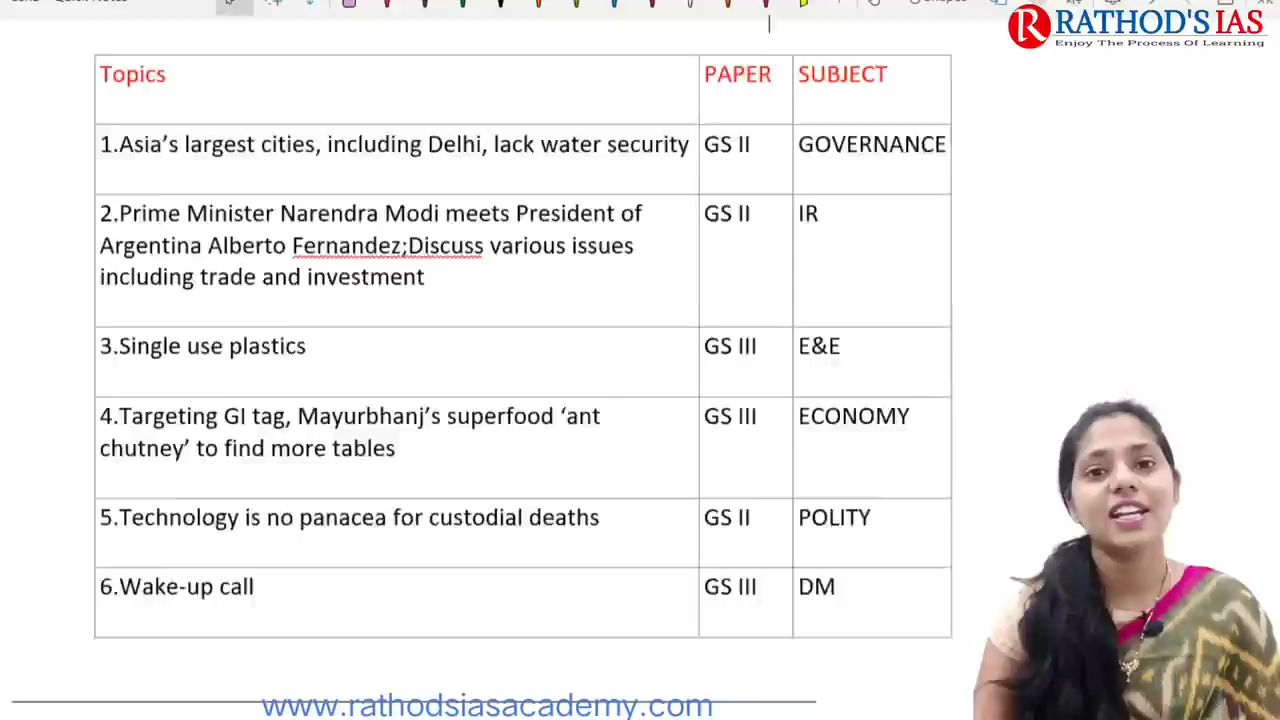 RATHOD'S IAS
Enjoy The Process Of Learning
Topics PAPER SUBJECT
1.Asia's largest cities, including Delhi, lack water security GS II GOVERNANCE
2.Prime Minister Narendra Modi meets President of GS II IR
Argentina Alberto Fernandez;Discuss various issues
including trade and investment
3.Single use plastics GS III E&E
4.Targeting GI tag, Mayurbhanj's superfood 'ant GS III ECONOMY
chutney' to find more tables
5.Technology is no panacea for custodial deaths GS II POLITY
6.Wake-up call GS III DM
www.rathodsiasacademy.com